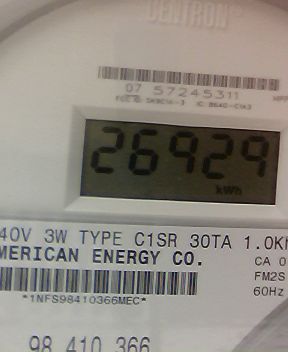 CENTRON®
07 57245311
26929
kWh
40V 3W TYPE C1SR 30TA 1.0K
MERICAN ENERGY CO.
CA 0
FM2S
60Hz
*1NFS98410366MEC*
98 410 366